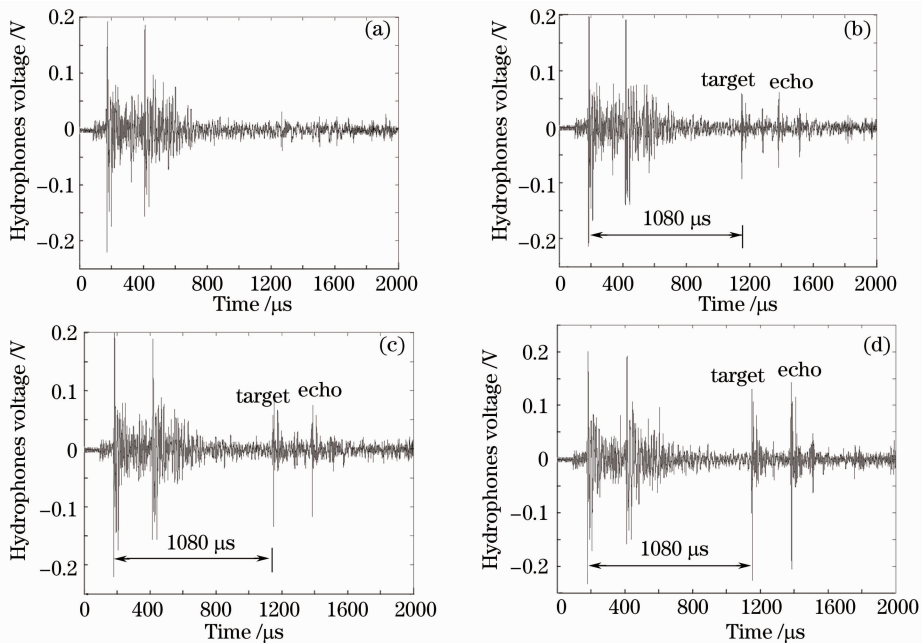 (a)
Hydrophones voltage /V
0.2
0.1
0
−0.1
−0.2
0 400 800 1200 1600 2000
Time /μs
(b)
Hydrophones voltage /V
0.2
0.1
0
−0.1
−0.2
target echo
1080 μs
0 400 800 1200 1600 2000
Time /μs
(c)
Hydrophones voltage /V
0.2
0.1
0
−0.1
−0.2
target echo
1080 μs
0 400 800 1200 1600 2000
Time /μs
(d)
Hydrophones voltage /V
0.2
0.1
0
−0.1
−0.2
target echo
1080 μs
0 400 800 1200 1600 2000
Time /μs